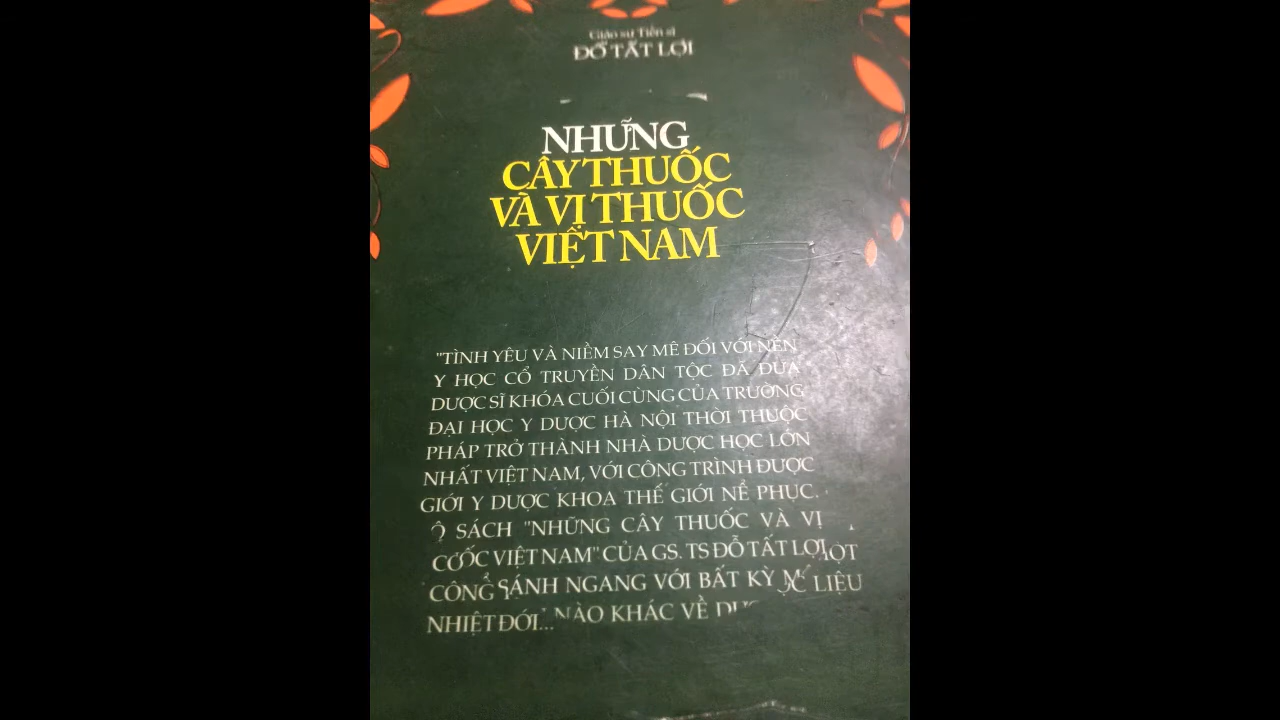 Giáo sư Tiến sĩ
ĐỖ TẤT LỢI
NHỮNG
CÂY THUỐC
VÀ VỊ THUỐC
VIỆT NAM
"TÌNH YÊU VÀ NIỀM SAY MÊ ĐỐI VỚI NỀN
Y HỌC CỔ TRUYỀN DÂN TỘC ĐÃ ĐƯA
DƯỢC SĨ KHÓA CUỐI CÙNG CỦA TRƯỜNG
ĐẠI HỌC Y DƯỢC HÀ NỘI THỜI THUỘC
PHÁP TRỞ THÀNH NHÀ DƯỢC HỌC LỚN
NHẤT VIỆT NAM, VỚI CÔNG TRÌNH ĐƯỢC
GIỚI Y DƯỢC KHOA THẾ GIỚI NỂ PHỤC.
SÁCH "NHỮNG CÂY THUỐC VÀ VỊ
VIỆT NAM" CỦA GS. TS ĐỖ TẤT LỢI
SÁNH NGANG VỚI BẤT KỲ LIỆU
NHIỆT ĐỚI..." NÀO KHÁC VỀ